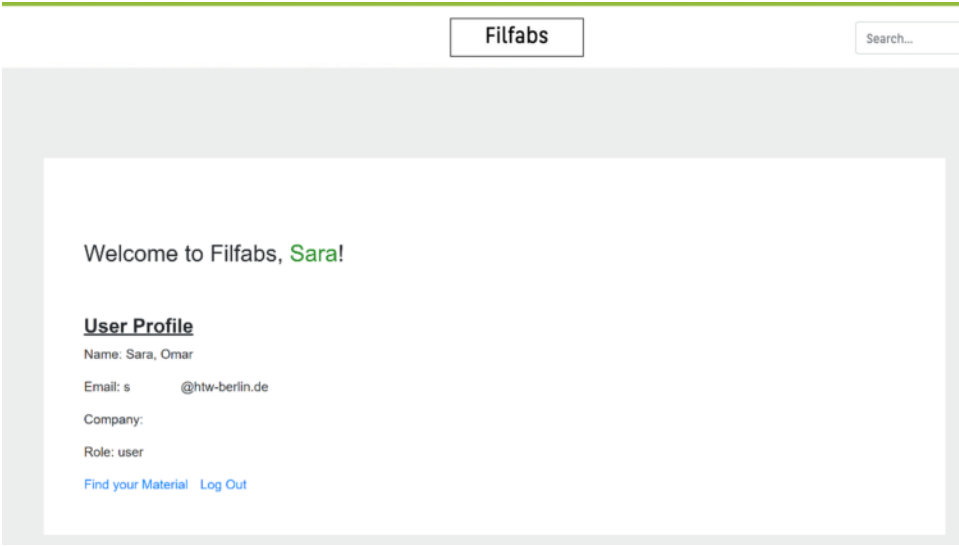 Filfabs
Search...
Welcome to Filfabs, Sara!
User Profile
Name: Sara, Omar
Email: s @htw-berlin.de
Company:
Role: user
Find your Material Log Out